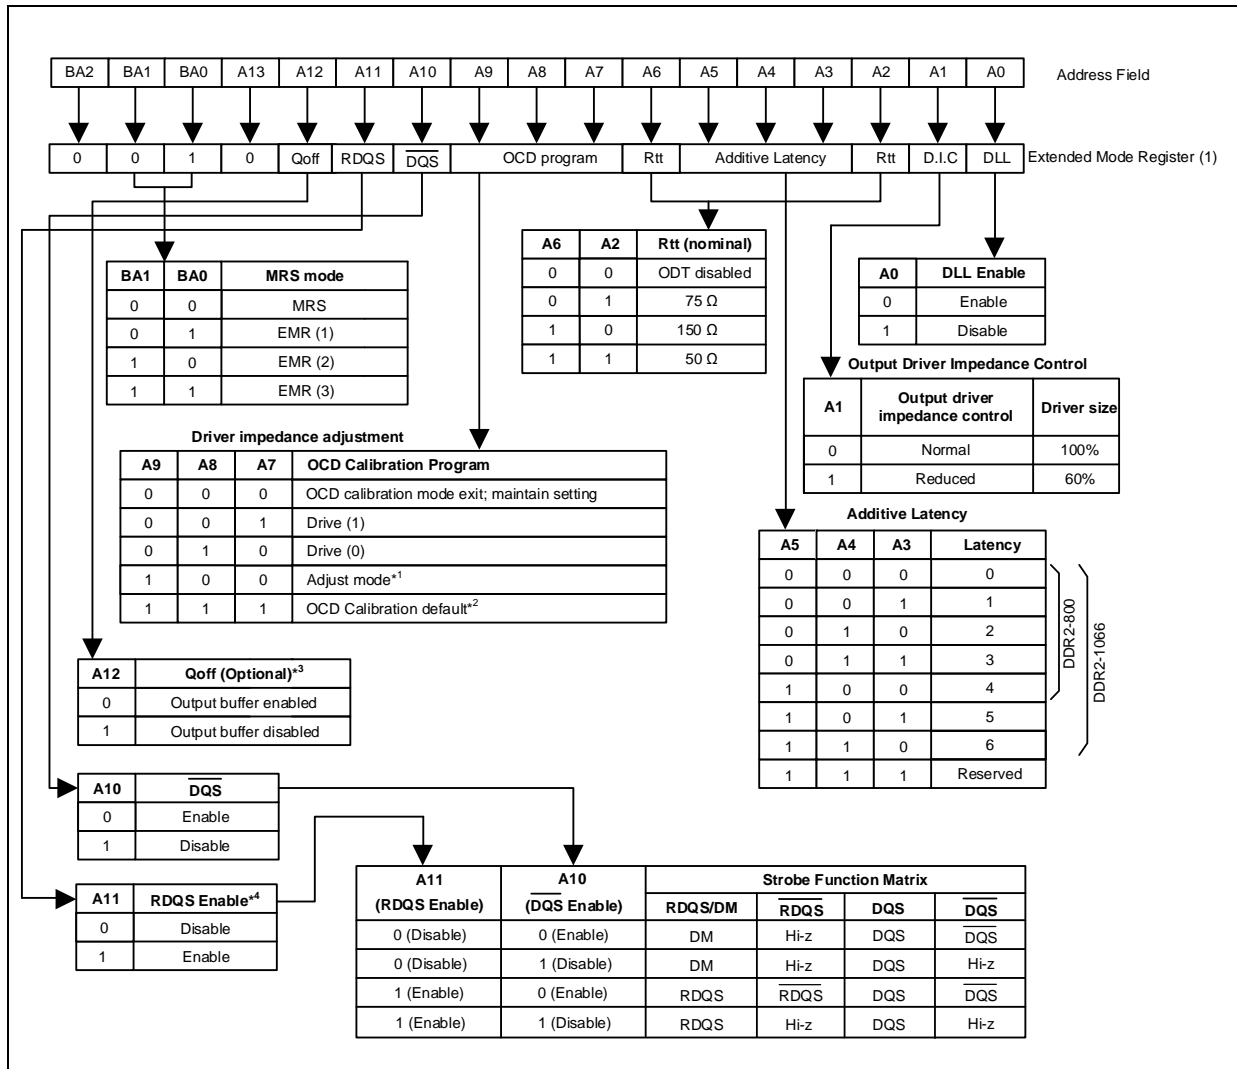 BA2 BA1 BA0 A13 A12 A11 A10 A9 A8 A7 A6 A5 A4 A3 A2 A1 A0 Address Field
0 0 1 0 Qoff RDQS D̅Q̅S̅ OCD program Rtt Additive Latency Rtt D.I.C DLL Extended Mode Register (1)
BA1 BA0 MRS mode
0 0 MRS
0 1 EMR (1)
1 0 EMR (2)
1 1 EMR (3)
A6 A2 Rtt (nominal)
0 0 ODT disabled
0 1 75 Ω
1 0 150 Ω
1 1 50 Ω
A0 DLL Enable
0 Enable
1 Disable
Output Driver Impedance Control
A1 Output driver impedance control Driver size
0 Normal 100%
1 Reduced 60%
Driver impedance adjustment
A9 A8 A7 OCD Calibration Program
0 0 0 OCD calibration mode exit; maintain setting
0 0 1 Drive (1)
0 1 0 Drive (0)
1 0 0 Adjust mode*1
1 1 1 OCD Calibration default*2
Additive Latency
A5 A4 A3 Latency
0 0 0 0
0 0 1 1
0 1 0 2
0 1 1 3
1 0 0 4
1 0 1 5
1 1 0 6
1 1 1 Reserved
DDR2-800
DDR2-1066
A12 Qoff (Optional)*3
0 Output buffer enabled
1 Output buffer disabled
A10 D̅Q̅S̅
0 Enable
1 Disable
A11 RDQS Enable*4
0 Disable
1 Enable
A11 (RDQS Enable) A10 (D̅Q̅S̅ Enable) Strobe Function Matrix
RDQS/DM R̅D̅Q̅S̅ DQS D̅Q̅S̅
0 (Disable) 0 (Enable) DM Hi-z DQS D̅Q̅S̅
0 (Disable) 1 (Disable) DM Hi-z DQS Hi-z
1 (Enable) 0 (Enable) RDQS R̅D̅Q̅S̅ DQS D̅Q̅S̅
1 (Enable) 1 (Disable) RDQS Hi-z DQS Hi-z